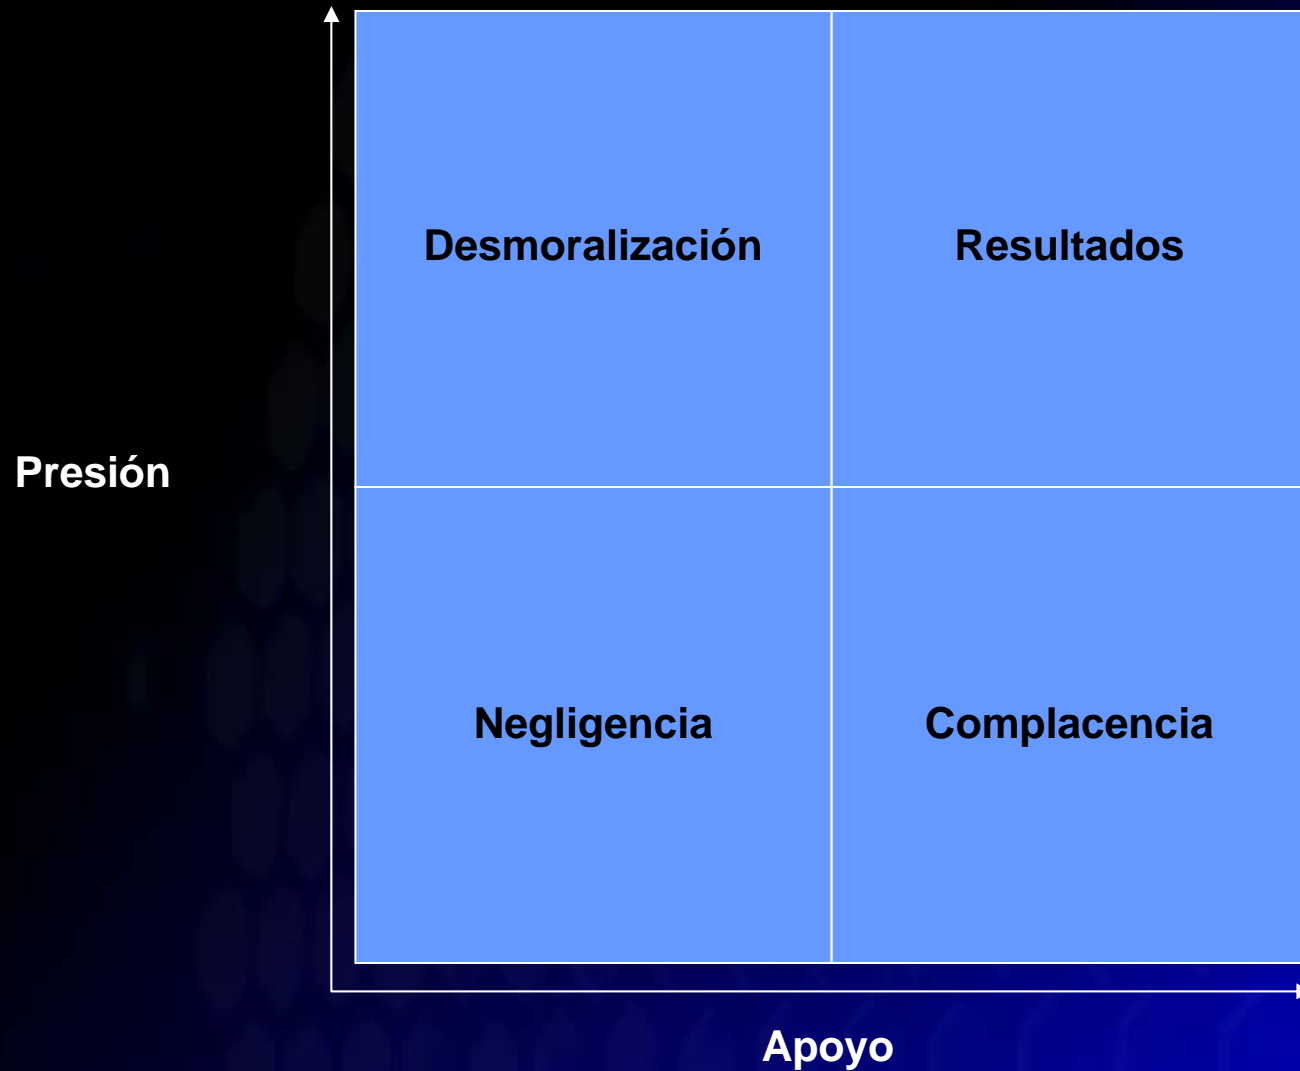 Desmoralización
Resultados
Presión
Negligencia
Complacencia
Apoyo